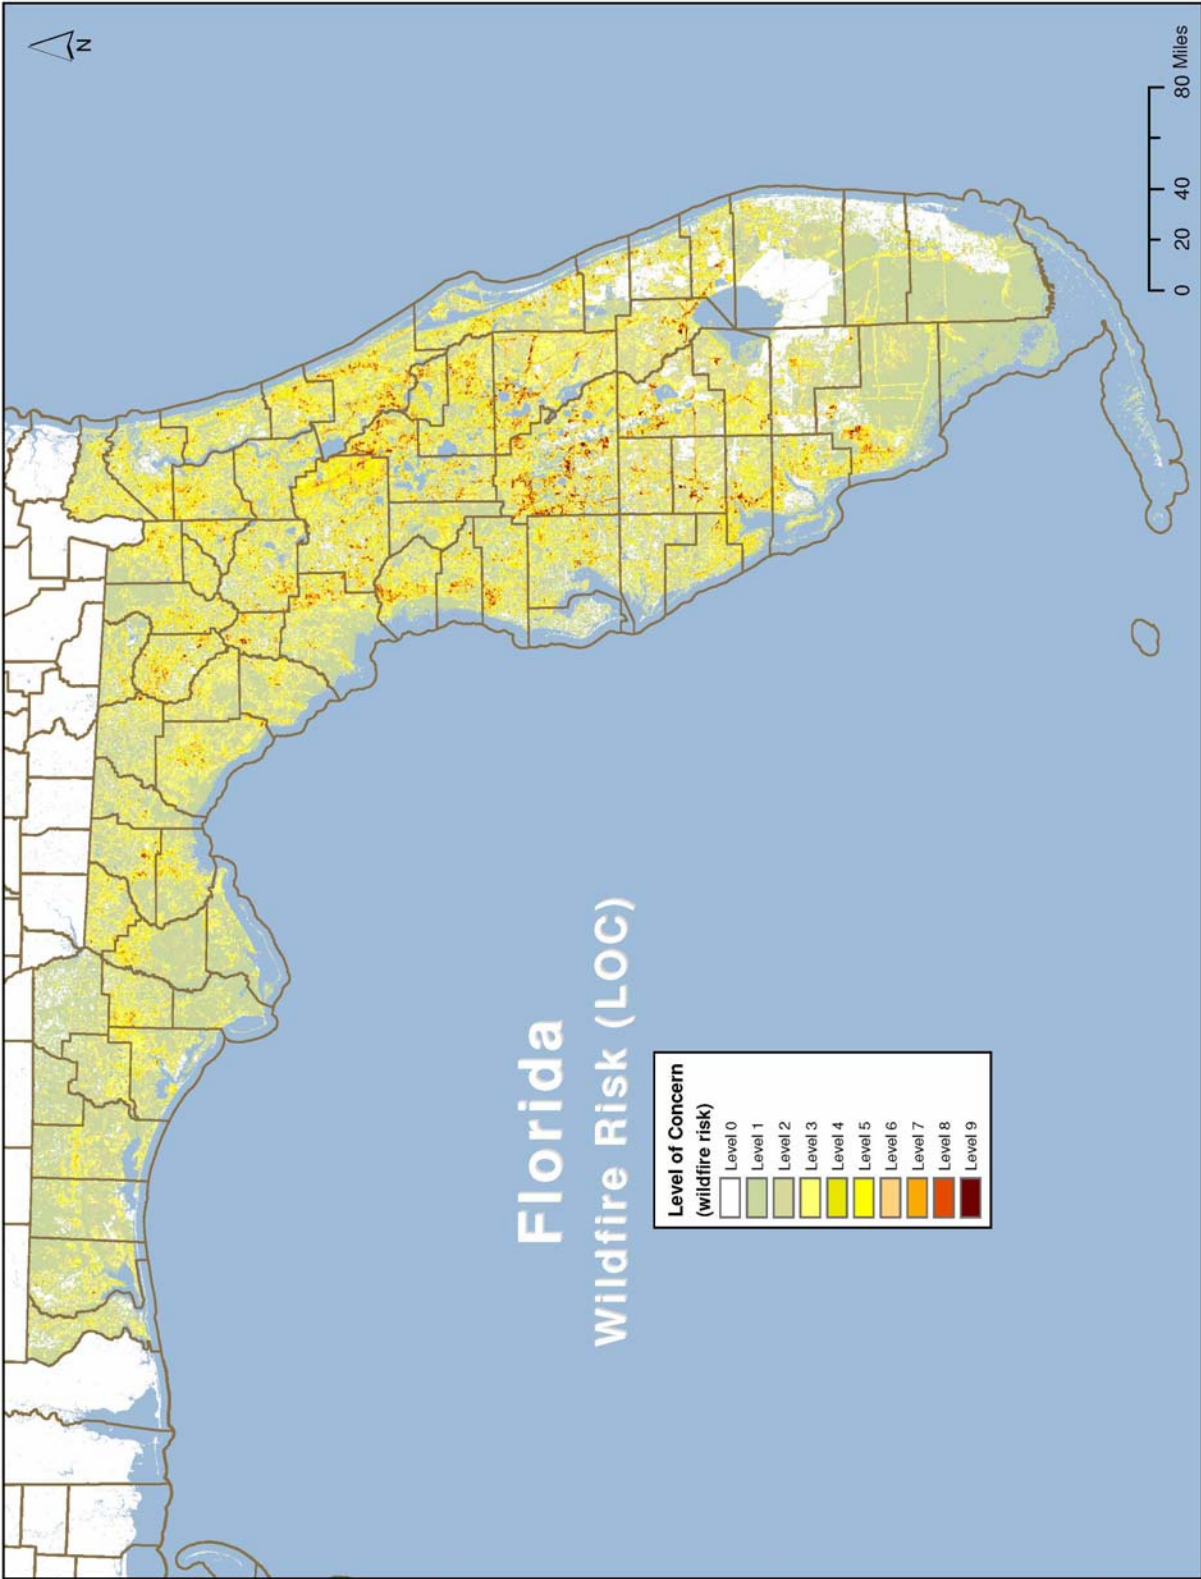 N
Florida
Wildfire Risk (LOC)
Level of Concern
(wildfire risk)
Level 0
Level 1
Level 2
Level 3
Level 4
Level 5
Level 6
Level 7
Level 8
Level 9
0 20 40 80 Miles